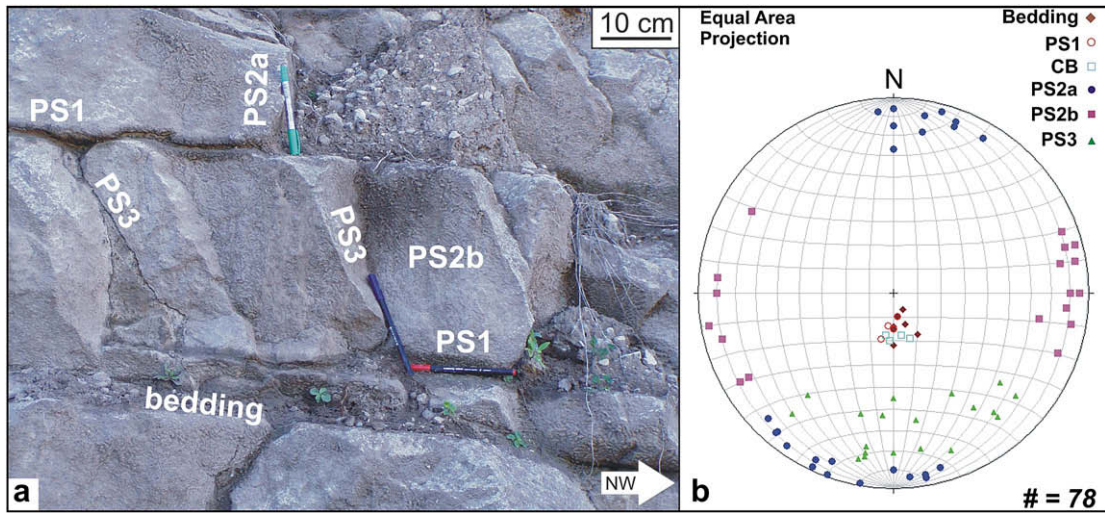 10 cm
PS2a
PS1
PS3
PS3
PS2b
PS1
bedding
NW
a
Equal Area
Projection
Bedding
PS1
CB
PS2a
PS2b
PS3
N
b
# = 78